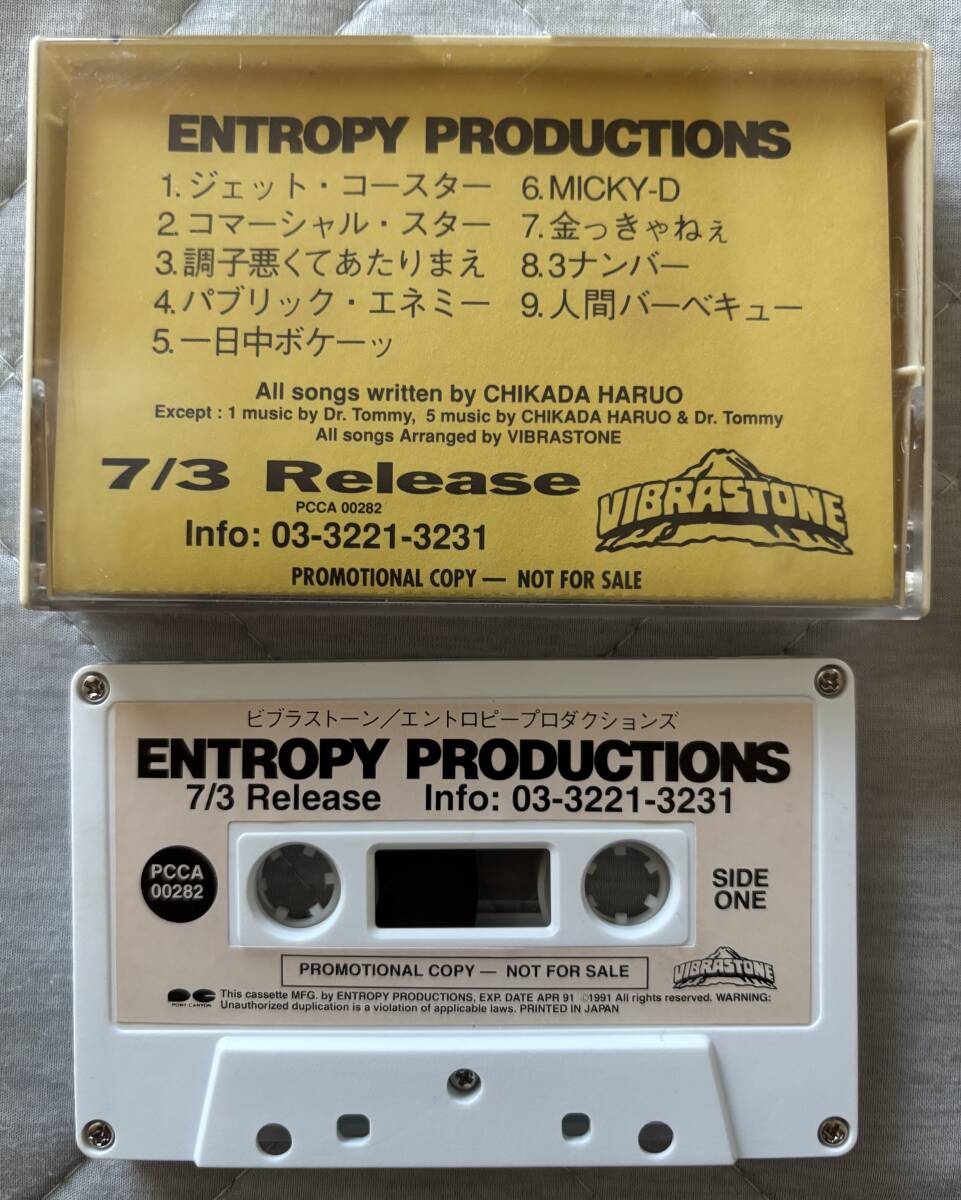 ENTROPY PRODUCTIONS
1. ジェット・コースター
2. コマーシャル・スター
3. 調子悪くてあたりまえ
4. パブリック・エネミー
5. 一日中ボケーッ
6. MICKY-D
7. 金っきゃねぇ
8. 3ナンバー
9. 人間バーベキュー
All songs written by CHIKADA HARUO
Except : 1 music by Dr. Tommy, 5 music by CHIKADA HARUO & Dr. Tommy
All songs Arranged by VIBRASTONE
7/3 Release
PCCA 00282
Info: 03-3221-3231
VIBRASTONE
PROMOTIONAL COPY — NOT FOR SALE
ビブラストーン/エントロピープロダクションズ
ENTROPY PRODUCTIONS
7/3 Release Info: 03-3221-3231
PCCA
00282
SIDE
ONE
PROMOTIONAL COPY — NOT FOR SALE
VIBRASTONE
PONY CANYON
This cassette MFG. by ENTROPY PRODUCTIONS, EXP. DATE APR 91 ©1991 All rights reserved. WARNING:
Unauthorized duplication is a violation of applicable laws. PRINTED IN JAPAN